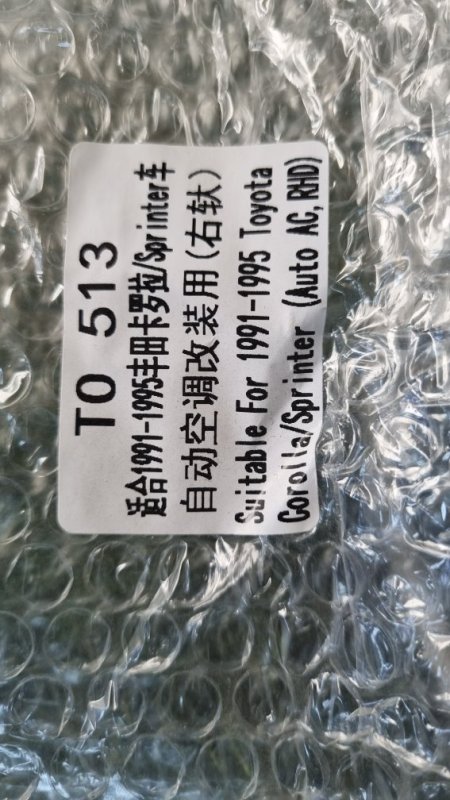 TO 513
适合1991-1995丰田卡罗拉/Sprinter车
自动空调改装用(右轪)
Suitable For 1991-1995 Toyota
Corolla/Sprinter (Auto AC,RHD)